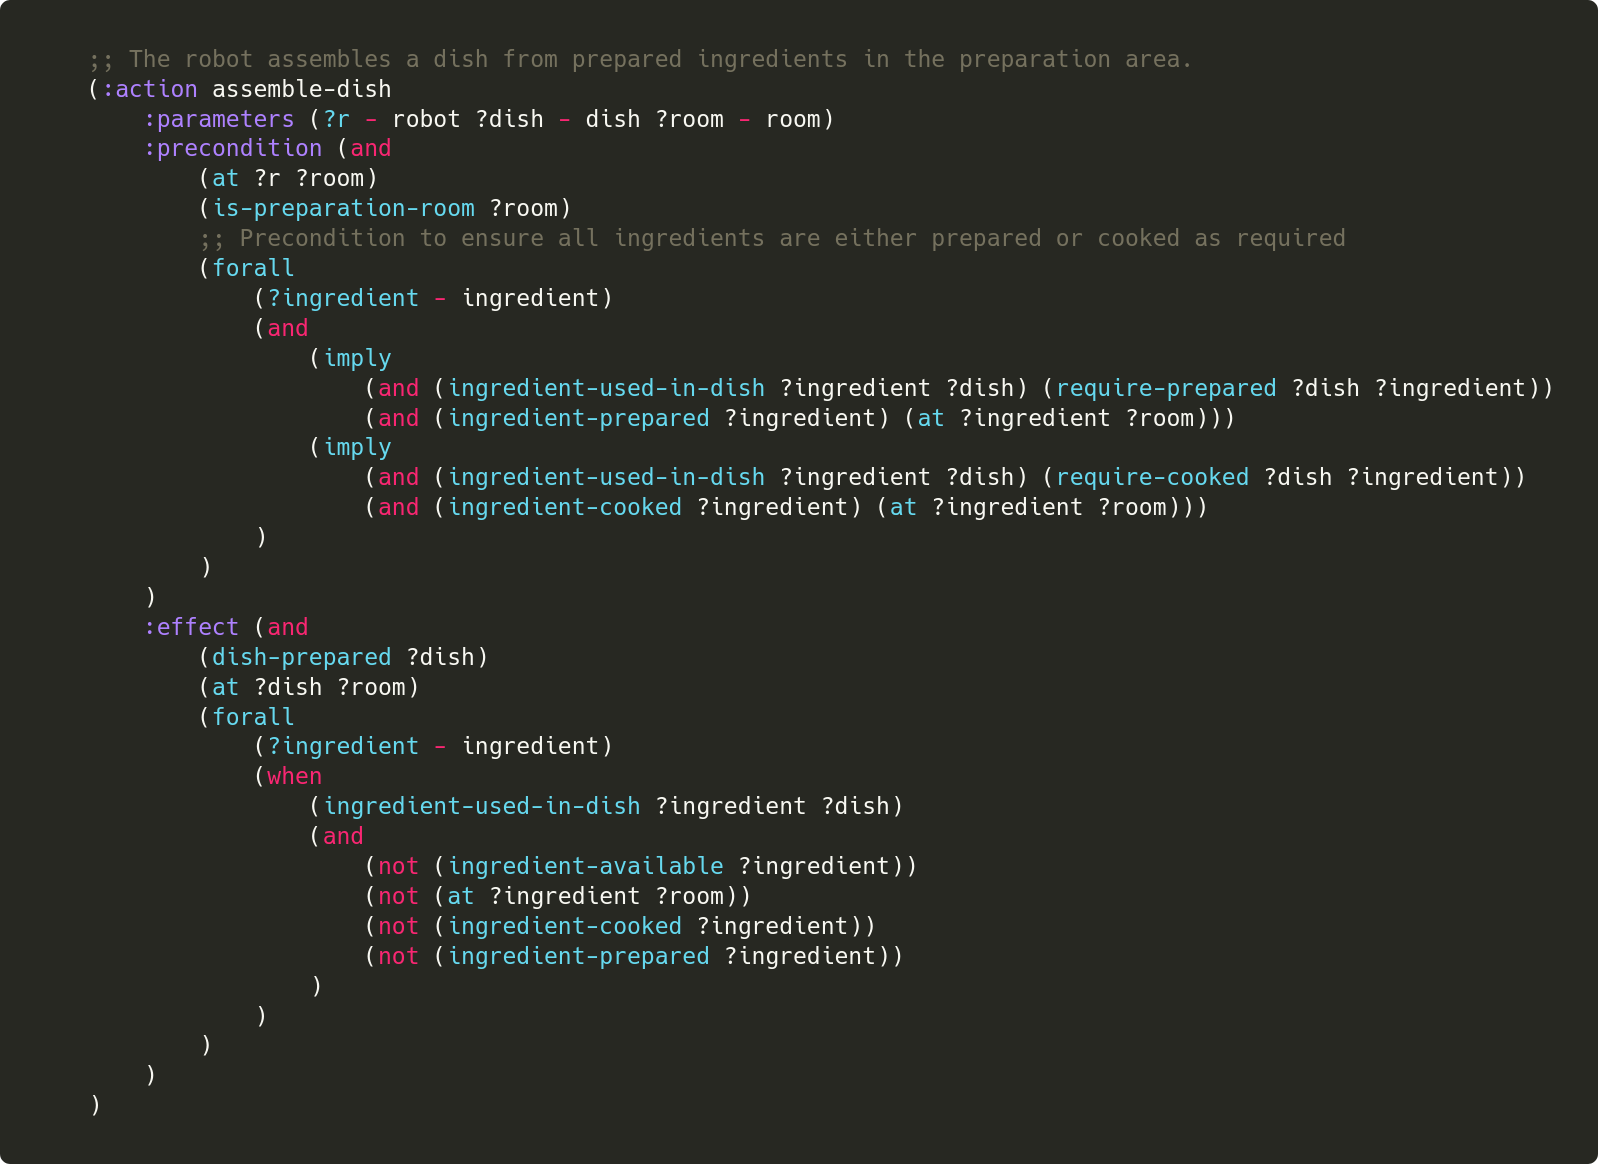 ;; The robot assembles a dish from prepared ingredients in the preparation area.
(:action assemble-dish
    :parameters (?r - robot ?dish - dish ?room - room)
    :precondition (and
        (at ?r ?room)
        (is-preparation-room ?room)
        ;; Precondition to ensure all ingredients are either prepared or cooked as required
        (forall
            (?ingredient - ingredient)
            (and
                (imply
                    (and (ingredient-used-in-dish ?ingredient ?dish) (require-prepared ?dish ?ingredient))
                    (and (ingredient-prepared ?ingredient) (at ?ingredient ?room)))
                (imply
                    (and (ingredient-used-in-dish ?ingredient ?dish) (require-cooked ?dish ?ingredient))
                    (and (ingredient-cooked ?ingredient) (at ?ingredient ?room)))
            )
        )
    )
    :effect (and
        (dish-prepared ?dish)
        (at ?dish ?room)
        (forall
            (?ingredient - ingredient)
            (when
                (ingredient-used-in-dish ?ingredient ?dish)
                (and
                    (not (ingredient-available ?ingredient))
                    (not (at ?ingredient ?room))
                    (not (ingredient-cooked ?ingredient))
                    (not (ingredient-prepared ?ingredient))
                )
            )
        )
    )
)